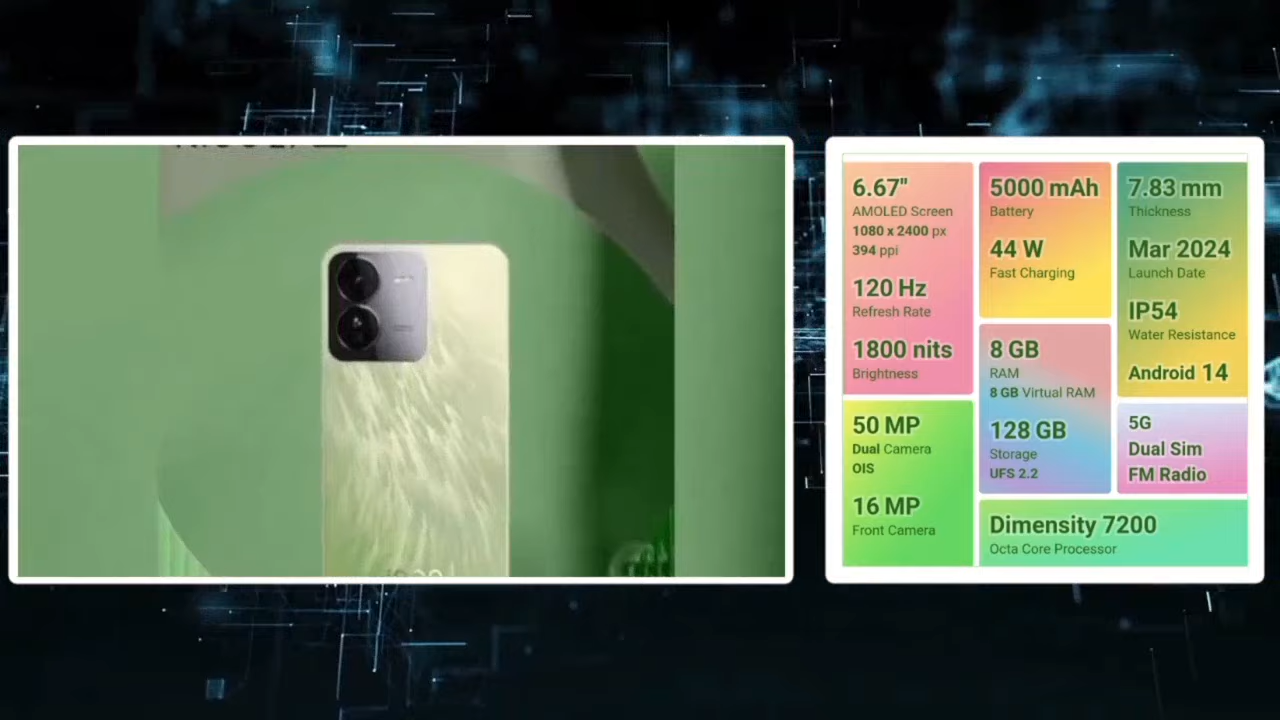 6.67"
AMOLED Screen
1080 x 2400 px
394 ppi
120 Hz
Refresh Rate
1800 nits
Brightness
50 MP
Dual Camera
OIS
16 MP
Front Camera
5000 mAh
Battery
44 W
Fast Charging
8 GB
RAM
8 GB Virtual RAM
128 GB
Storage
UFS 2.2
7.83 mm
Thickness
Mar 2024
Launch Date
IP54
Water Resistance
Android 14
5G
Dual Sim
FM Radio
Dimensity 7200
Octa Core Processor